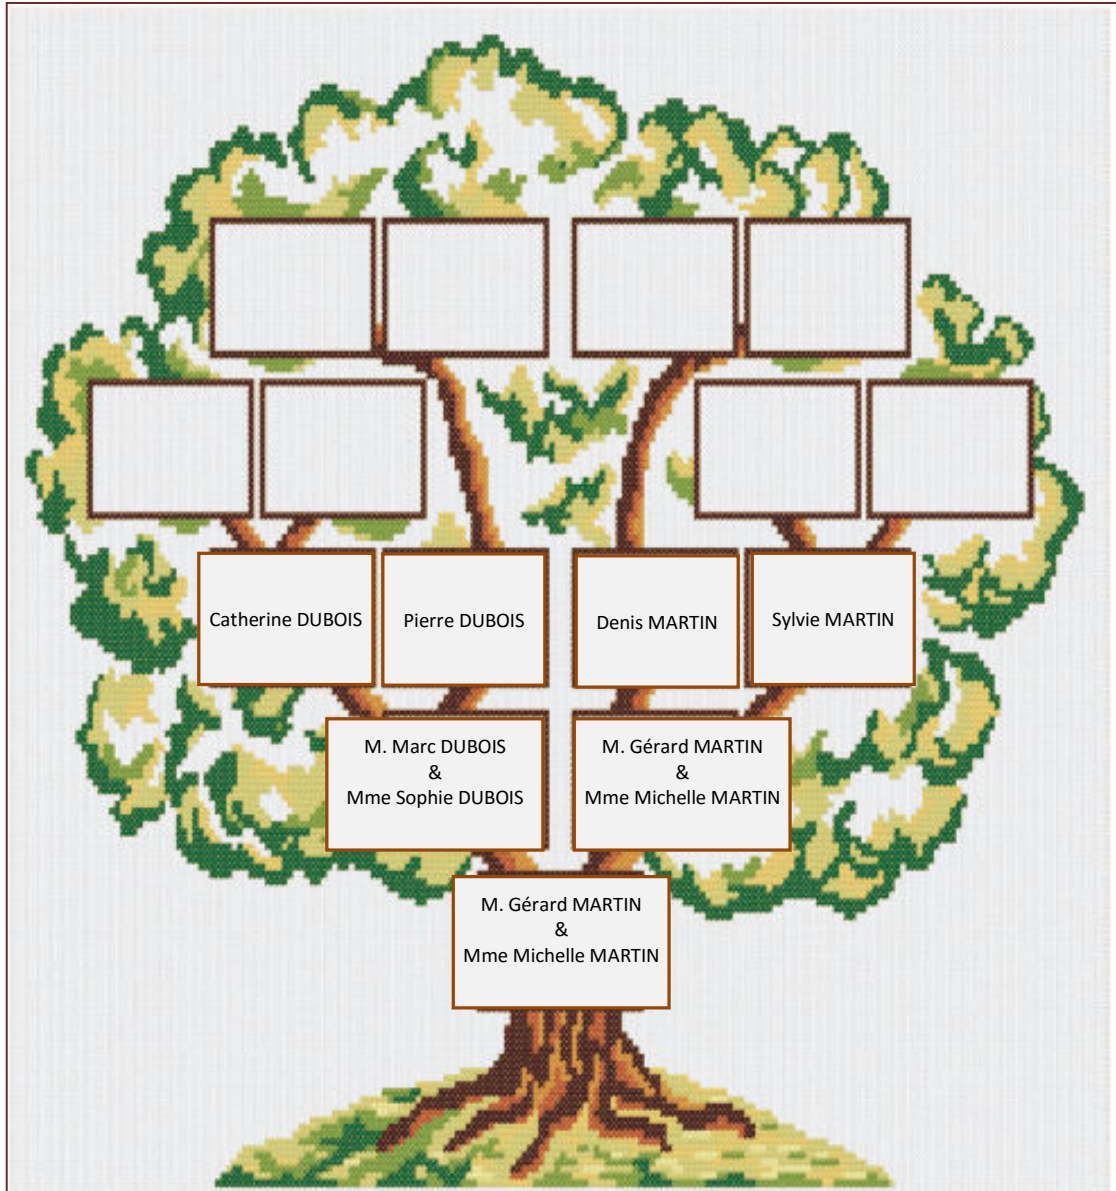 Catherine DUBOIS
Pierre DUBOIS
Denis MARTIN
Sylvie MARTIN
M. Marc DUBOIS
&
Mme Sophie DUBOIS
M. Gérard MARTIN
&
Mme Michelle MARTIN
M. Gérard MARTIN
&
Mme Michelle MARTIN